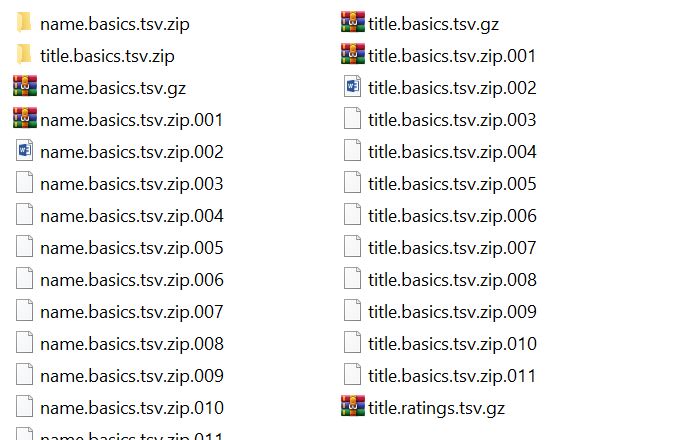 name.basics.tsv.zip
title.basics.tsv.zip
name.basics.tsv.gz
name.basics.tsv.zip.001
name.basics.tsv.zip.002
name.basics.tsv.zip.003
name.basics.tsv.zip.004
name.basics.tsv.zip.005
name.basics.tsv.zip.006
name.basics.tsv.zip.007
name.basics.tsv.zip.008
name.basics.tsv.zip.009
name.basics.tsv.zip.010
name.basics.tsv.zip.011
title.basics.tsv.gz
title.basics.tsv.zip.001
title.basics.tsv.zip.002
title.basics.tsv.zip.003
title.basics.tsv.zip.004
title.basics.tsv.zip.005
title.basics.tsv.zip.006
title.basics.tsv.zip.007
title.basics.tsv.zip.008
title.basics.tsv.zip.009
title.basics.tsv.zip.010
title.basics.tsv.zip.011
title.ratings.tsv.gz